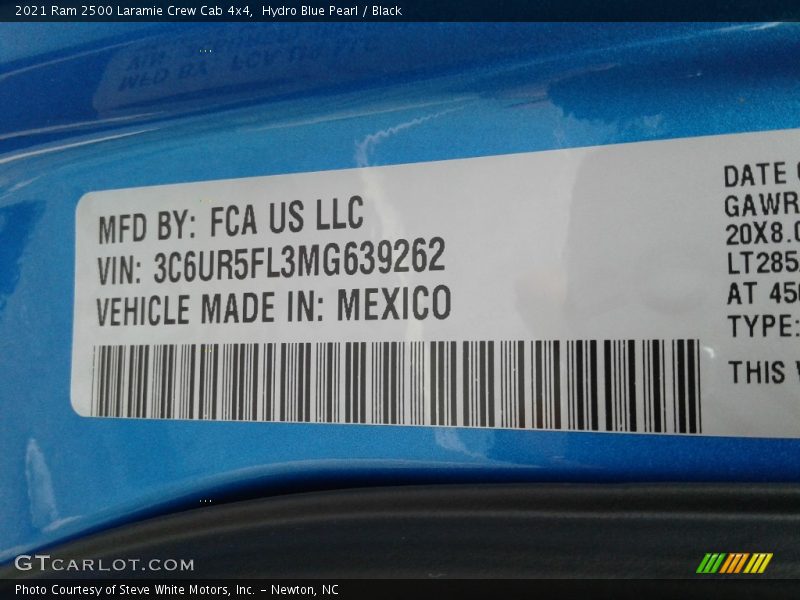 2021 Ram 2500 Laramie Crew Cab 4x4, Hydro Blue Pearl / Black
MFD BY: FCA US LLC
VIN: 3C6UR5FL3MG639262
VEHICLE MADE IN: MEXICO
DATE
GAWR
20X8.0
LT285
AT 450
TYPE:
THIS
GTCARLOT.COM
Photo Courtesy of Steve White Motors, Inc. – Newton, NC